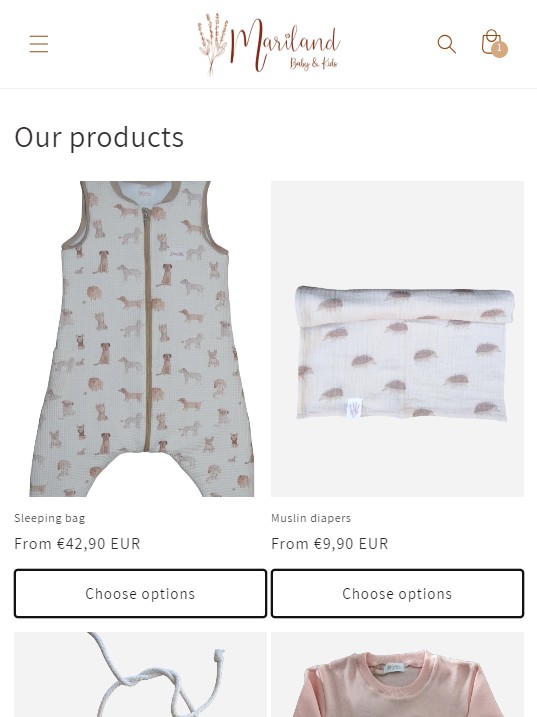 Mariland
Baby & Kids
1
Our products
Sleeping bag
From €42,90 EUR
Choose options
Muslin diapers
From €9,90 EUR
Choose options